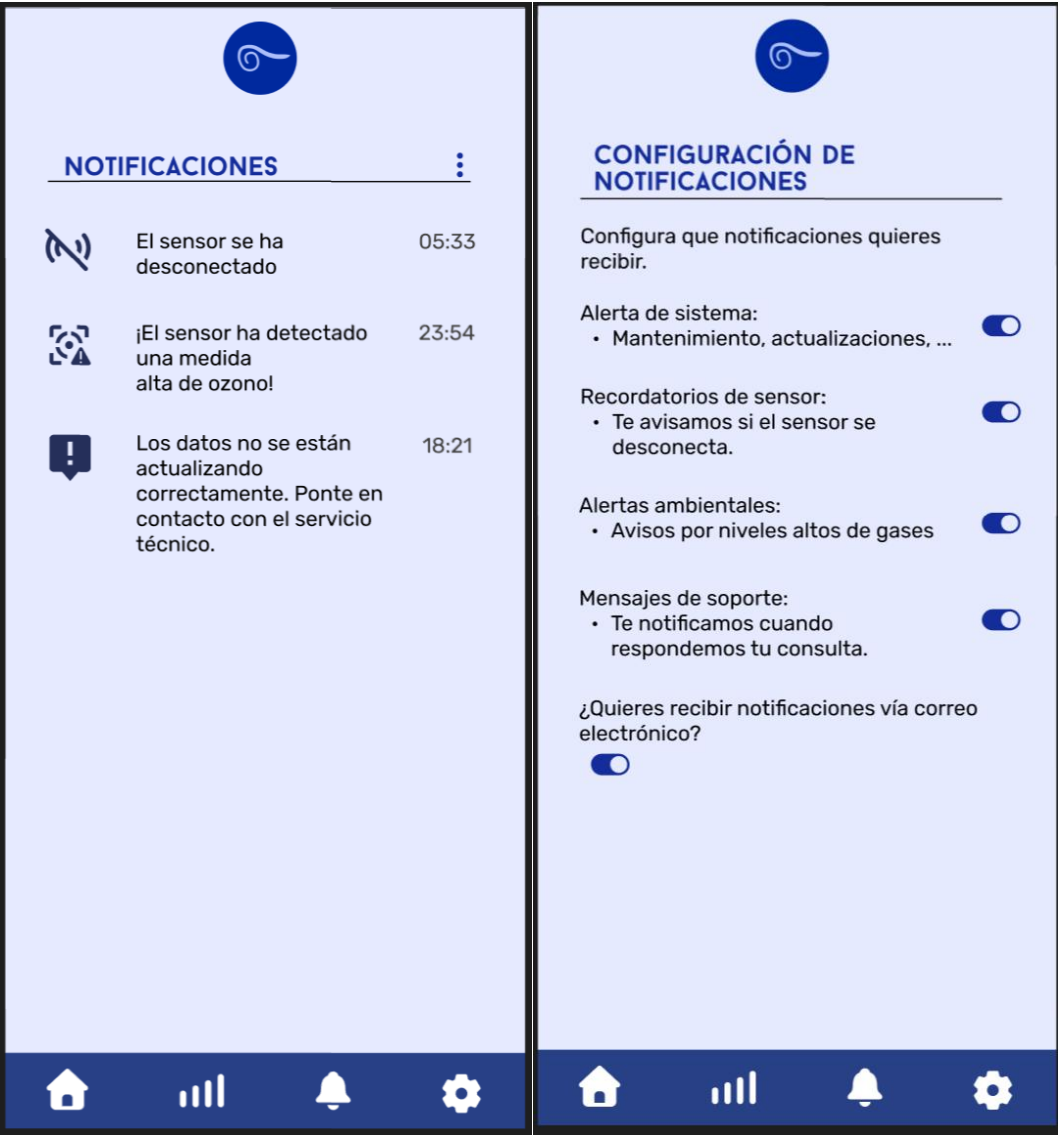 NOTIFICACIONES
El sensor se ha
desconectado
05:33
¡El sensor ha detectado
una medida
alta de ozono!
23:54
Los datos no se están
actualizando
correctamente. Ponte en
contacto con el servicio
técnico.
18:21
CONFIGURACIÓN DE
NOTIFICACIONES
Configura que notificaciones quieres
recibir.
Alerta de sistema:
• Mantenimiento, actualizaciones, ...
Recordatorios de sensor:
• Te avisamos si el sensor se
desconecta.
Alertas ambientales:
• Avisos por niveles altos de gases
Mensajes de soporte:
• Te notificamos cuando
respondemos tu consulta.
¿Quieres recibir notificaciones vía correo
electrónico?